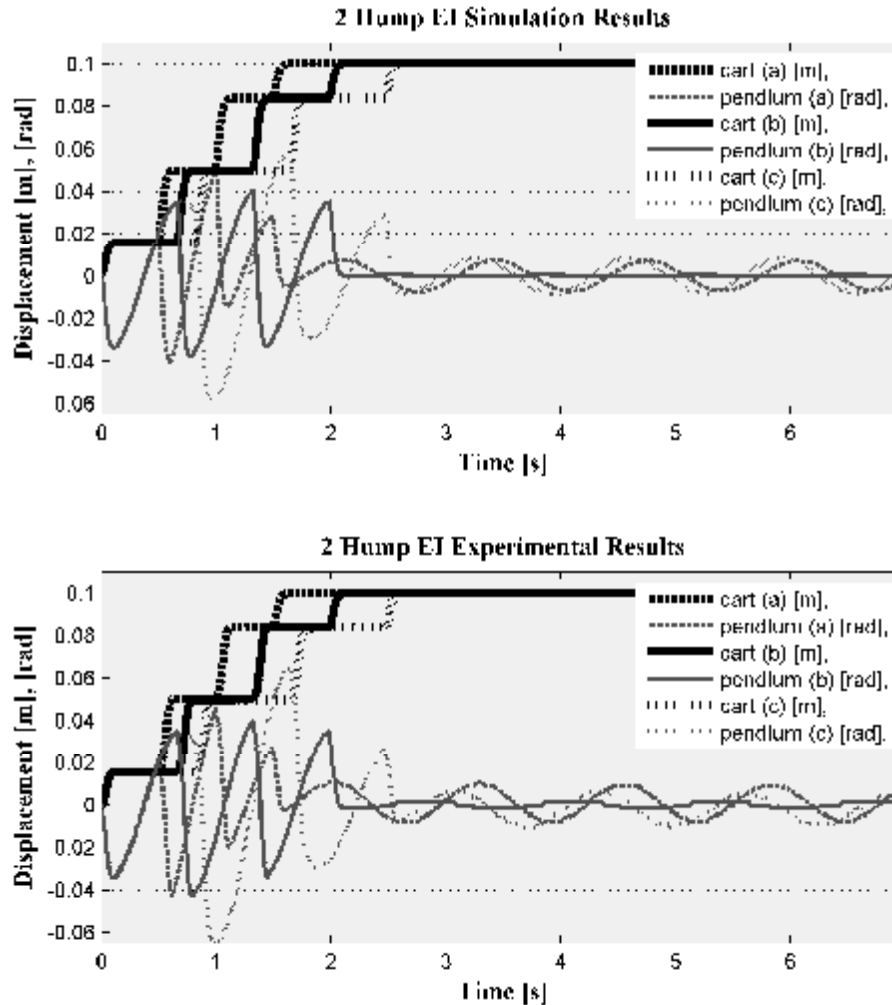 2 Hump EI Simulation Results
0.1
0.08
0.06
0.04
0.02
0
-0.02
-0.04
0.06
Displacement [m], [rad]
cart (a) [m],
pendlum (a) [rad],
cart (b) [m],
pendlum (b) [rad],
cart (c) [m].
pendlum (c) [rad],
0 1 2 3 4 5 6
Time [s]
2 Hump EI Experimental Results
0.1
0.08
0.06
0.04
0.02
0
-0.02
-0.04
-0.06
Displacement [m], [rad]
cart (a) [m],
pendlum (a) [rad],
cart (b) [m],
pendlum (b) [rad],
cart (c) [m],
pendlum (c) [rad].
0 1 2 3 4 5 6
Time [s]